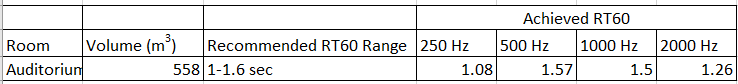 Achieved RT60
Room Volume (m³) Recommended RT60 Range 250 Hz 500 Hz 1000 Hz 2000 Hz
Auditorium 558 1-1.6 sec 1.08 1.57 1.5 1.26